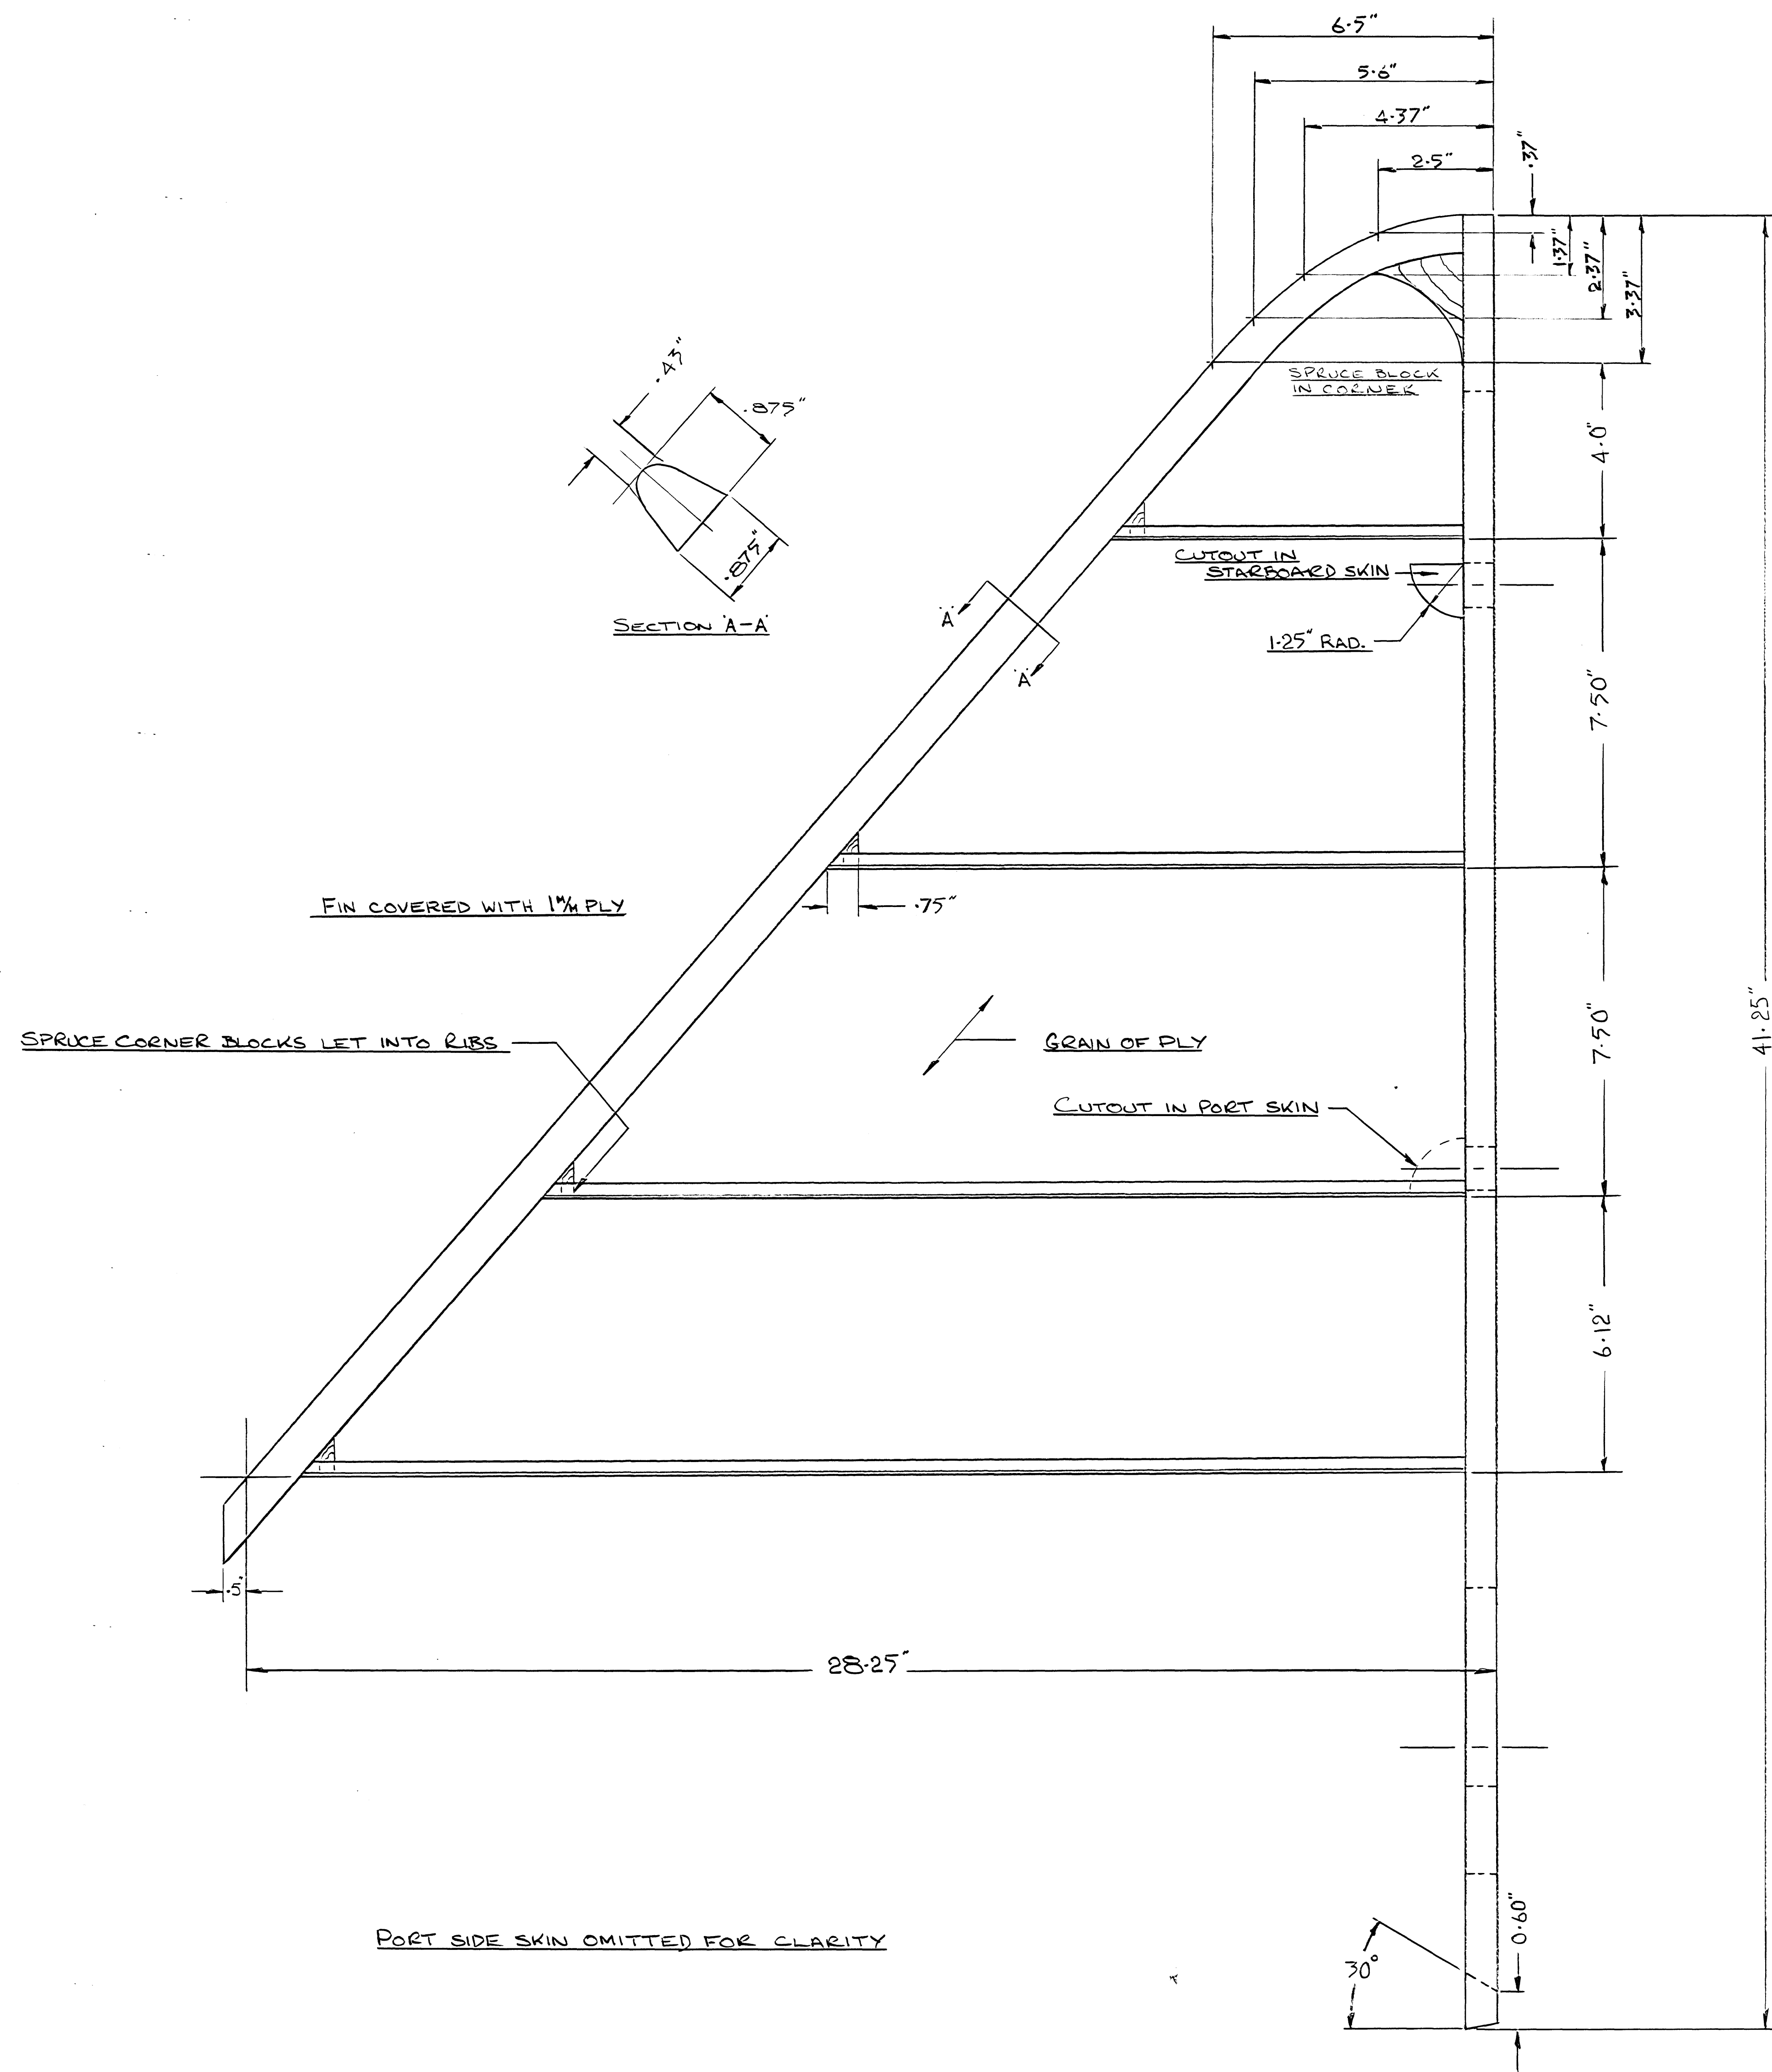 6.5"
5.6"
4.37"
2.5"
.37"
1.37"
2.37"
3.37"
SPRUCE BLOCK
IN CORNER
.43"
.875"
.875"
SECTION 'A-A'
4.0"
CUTOUT IN
STARBOARD SKIN
'A'
1.25" RAD.
'A'
7.50"
FIN COVERED WITH 1 M/M PLY
.75"
41.25"
7.50"
SPRUCE CORNER BLOCKS LET INTO RIBS
GRAIN OF PLY
CUTOUT IN PORT SKIN
6.12"
.5"
28.25"
0.60"
PORT SIDE SKIN OMITTED FOR CLARITY
30°